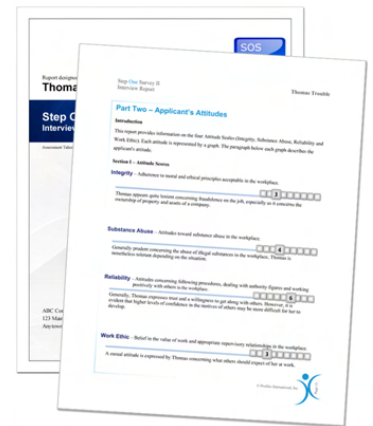 SOS
Report designed
Thoma
Step O
Interview
Assessment Taken
ABC Co
123 Main
Anytown
Step One Survey II
Interview Report
Thomas Trouble
Part Two – Applicant's Attitudes
Introduction
This report provides information on the four Attitude Scales (Integrity, Substance Abuse, Reliability and
Work Ethic). Each attitude is represented by a graph. The paragraph below each graph describes the
applicant's attitude.
Section I – Attitude Scores
Integrity - Adherence to moral and ethical principles acceptable in the workplace.
3
Thomas appears quite lenient concerning fraudulence on the job, especially as it concerns the
ownership of property and assets of a company.
Substance Abuse - Attitudes toward substance abuse in the workplace.
4
Generally prudent concerning the abuse of illegal substances in the workplace, Thomas is
nonetheless tolerant depending on the situation.
Reliability - Attitudes concerning following procedures, dealing with authority figures and working
positively with others in the workplace.
6
Generally, Thomas expresses trust and a willingness to get along with others. However, it is
evident that higher levels of confidence in the motives of others may be more difficult for her to
develop.
Work Ethic - Belief in the value of work and appropriate supervisory relationships in the workplace.
3
A mutual attitude is expressed by Thomas concerning what others should expect of her at work.